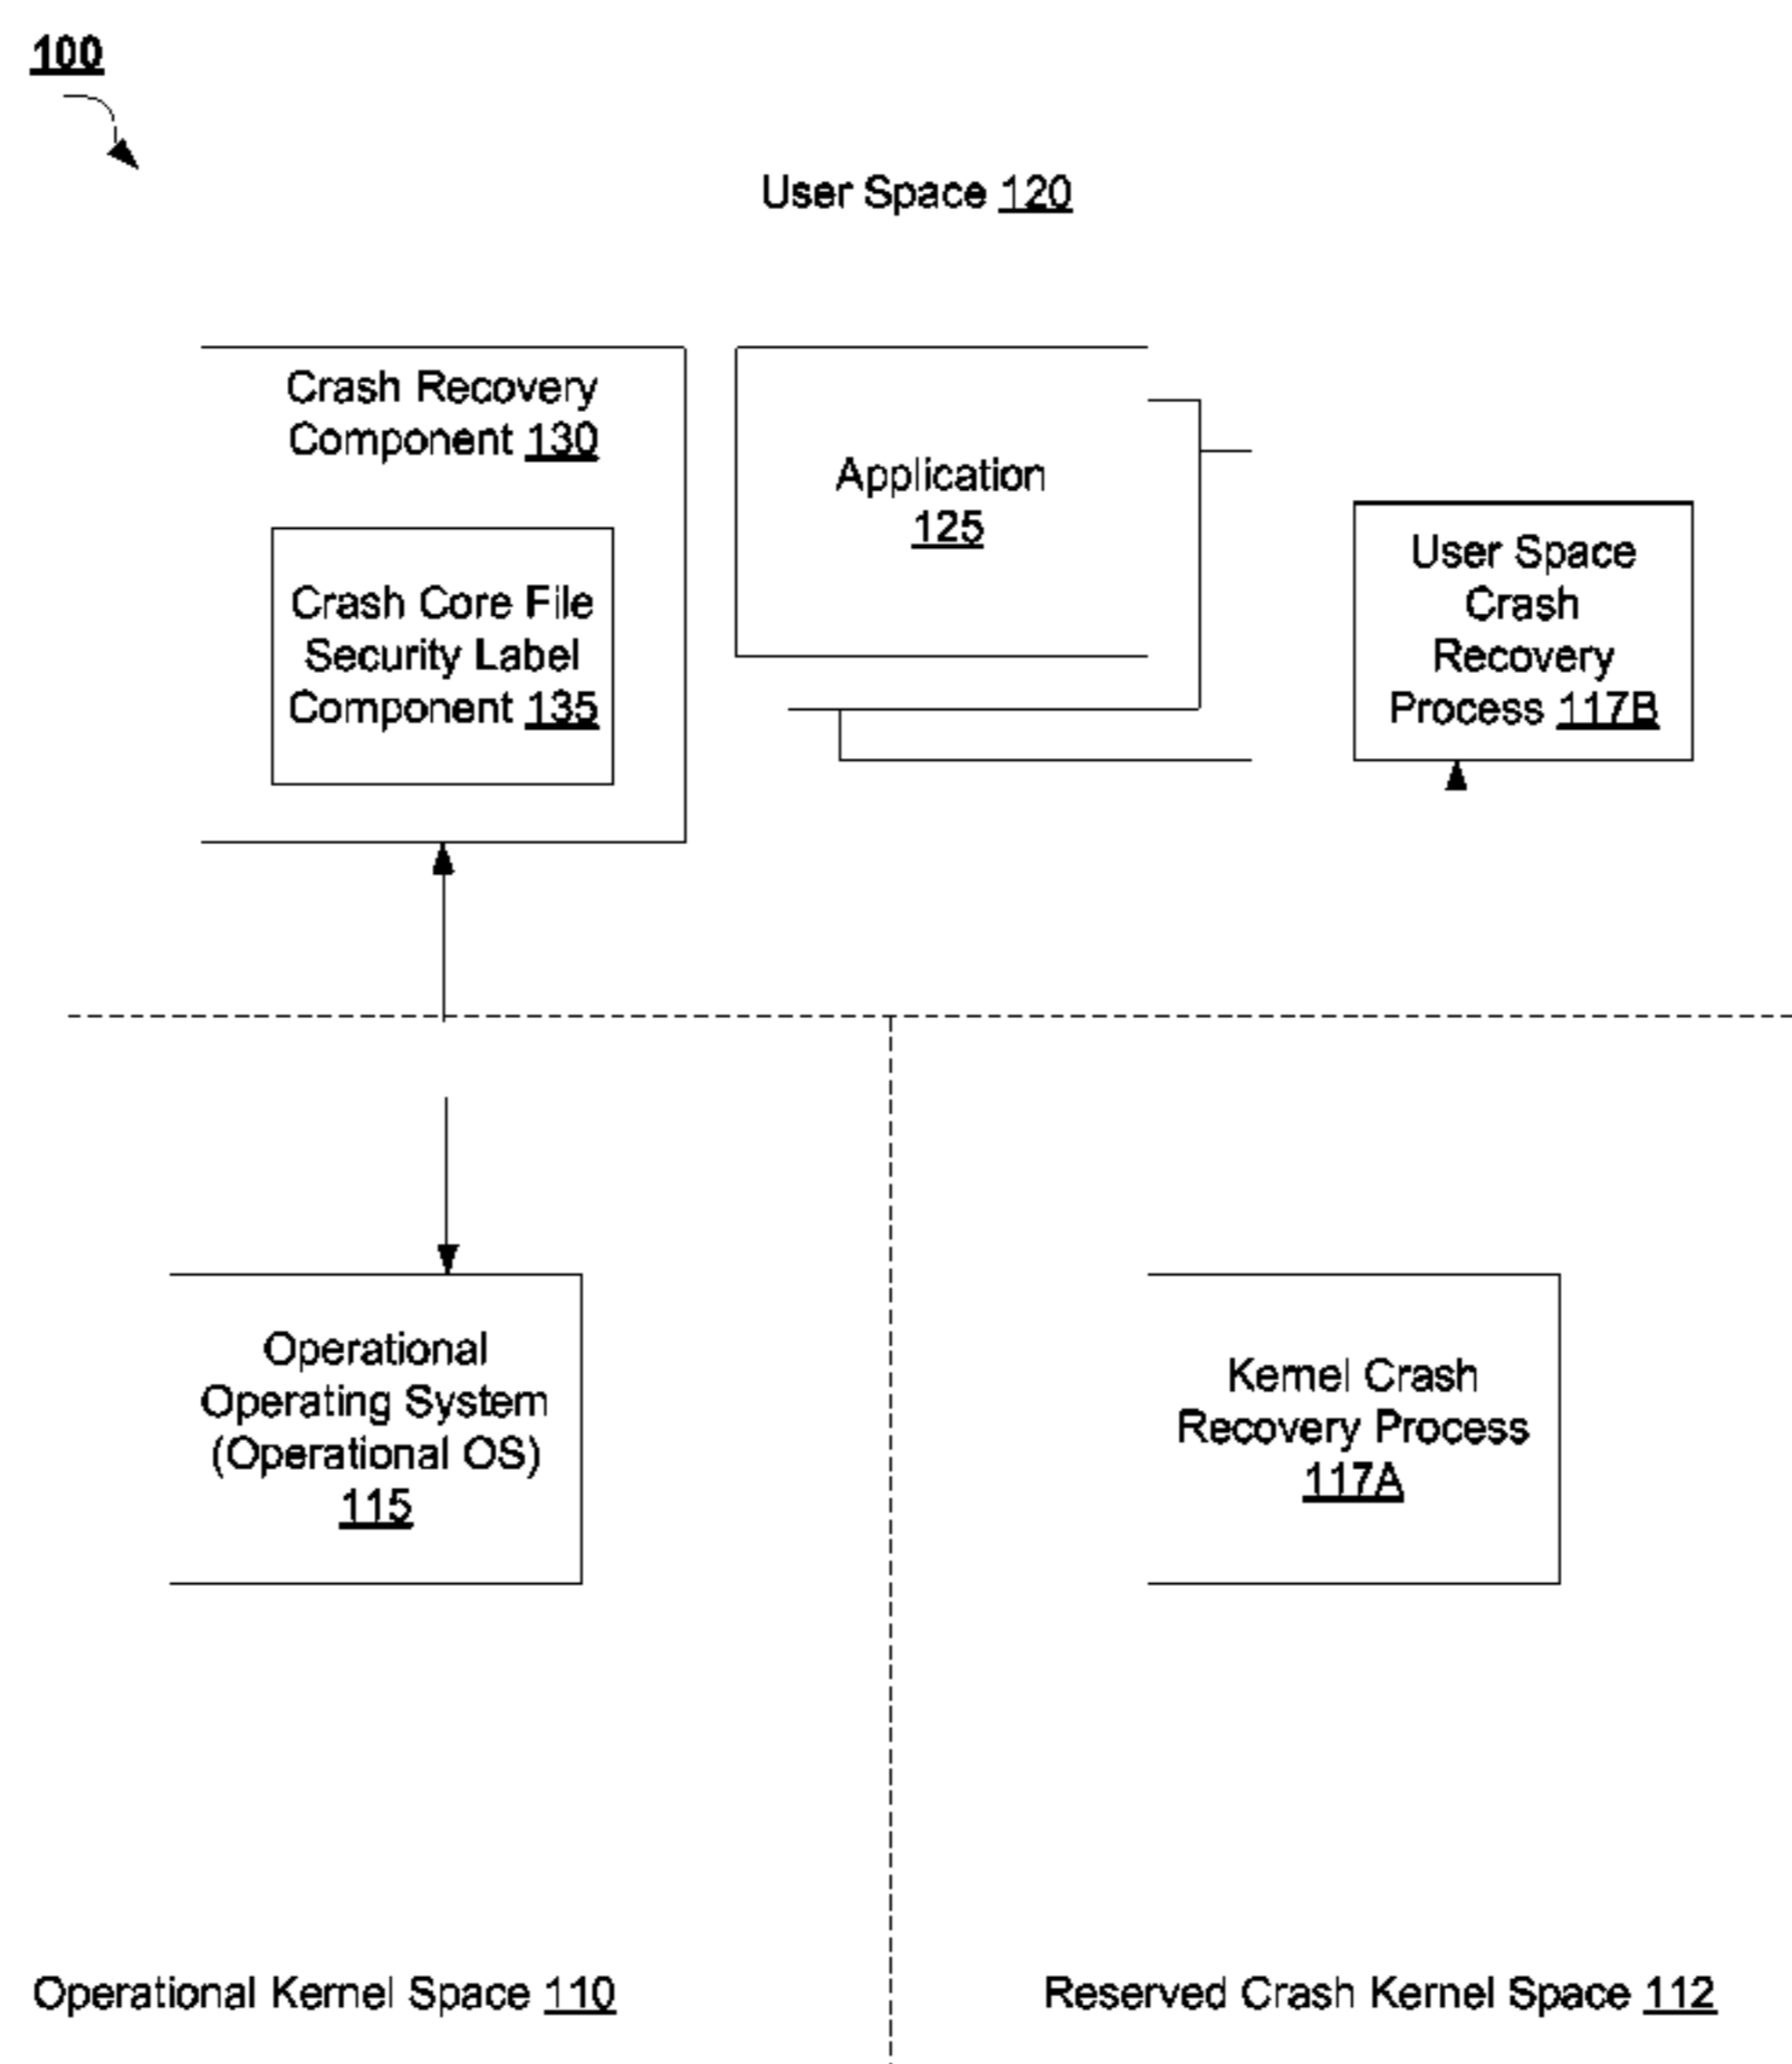 100
User Space 120
Crash Recovery
Component 130
Crash Core File
Security Label
Component 135
Application
125
User Space
Crash
Recovery
Process 117B
Operational
Operating System
(Operational OS)
115
Kernel Crash
Recovery Process
117A
Operational Kernel Space 110
Reserved Crash Kernel Space 112